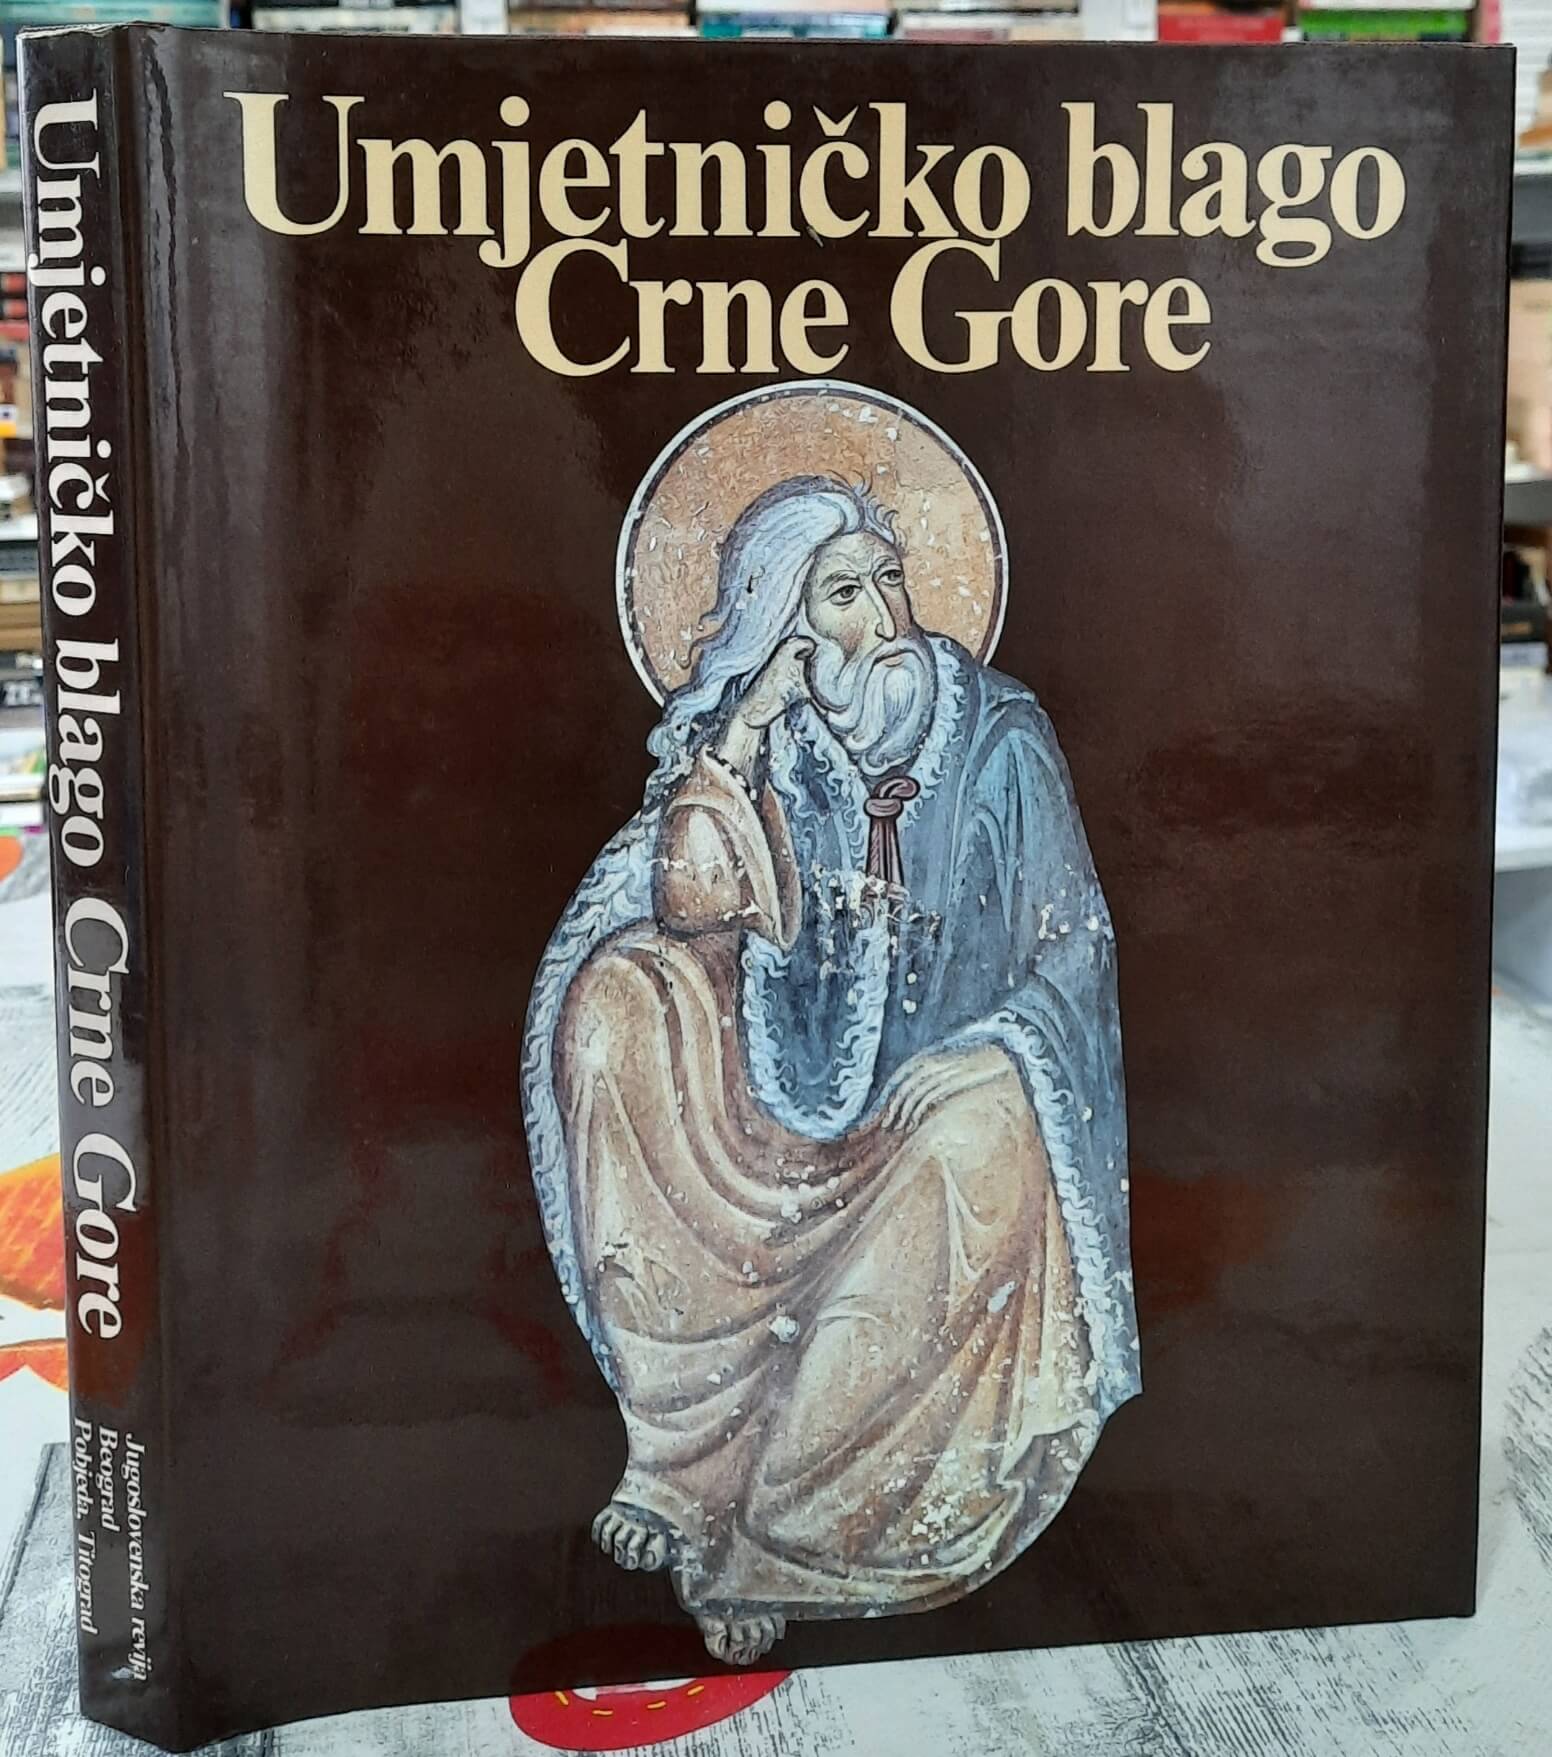 Umjetničko blago
Crne Gore
Umjetničko blago Crne Gore
Jugoslovenska revija
Beograd
Pobjeda, Titograd